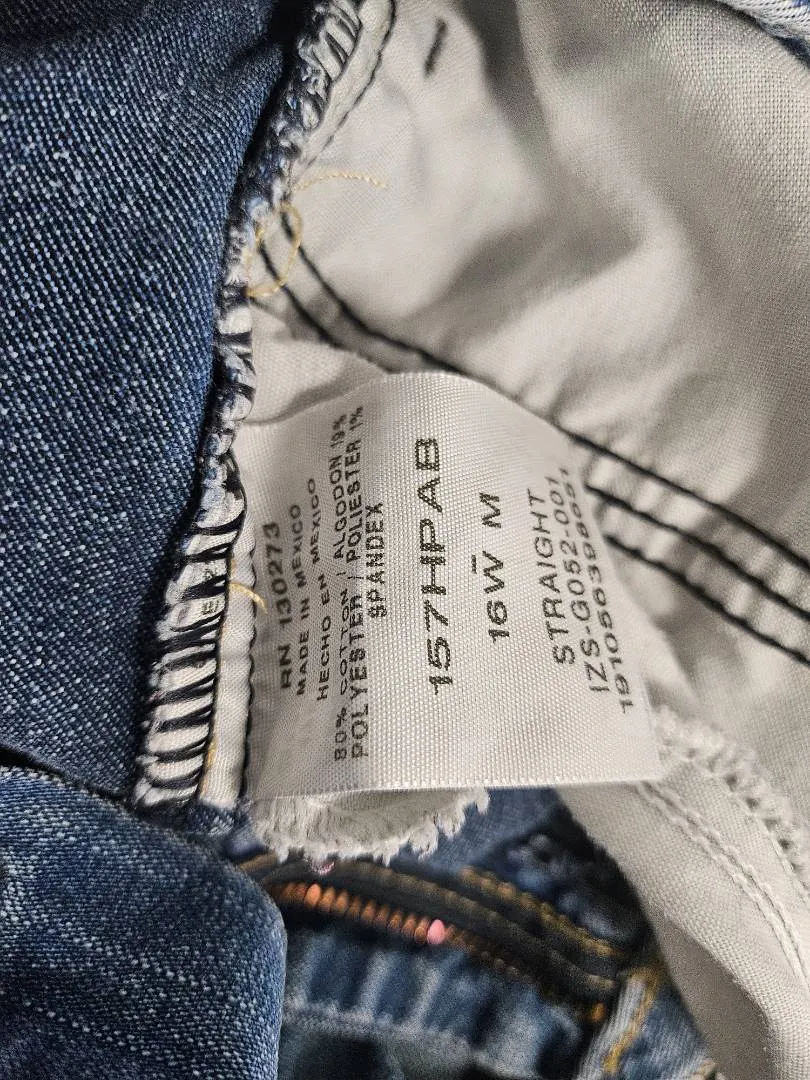 RN 130273
MADE IN MEXICO
HECHO EN MEXICO
80% COTTON / ALGODON 19%
POLYESTER / POLIESTER 1%
SPANDEX
157HPAB
16W M
STRAIGHT
IZS-G052-001